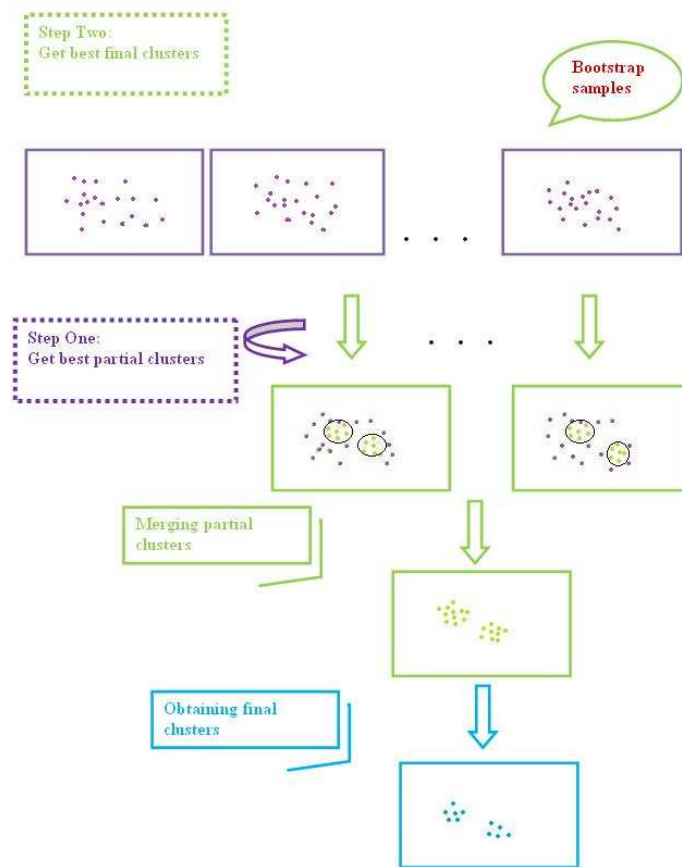 Step Two:
Get best final clusters
Bootstrap
samples
. . .
Step One:
Get best partial clusters
. . .
Merging partial
clusters
Obtaining final
clusters